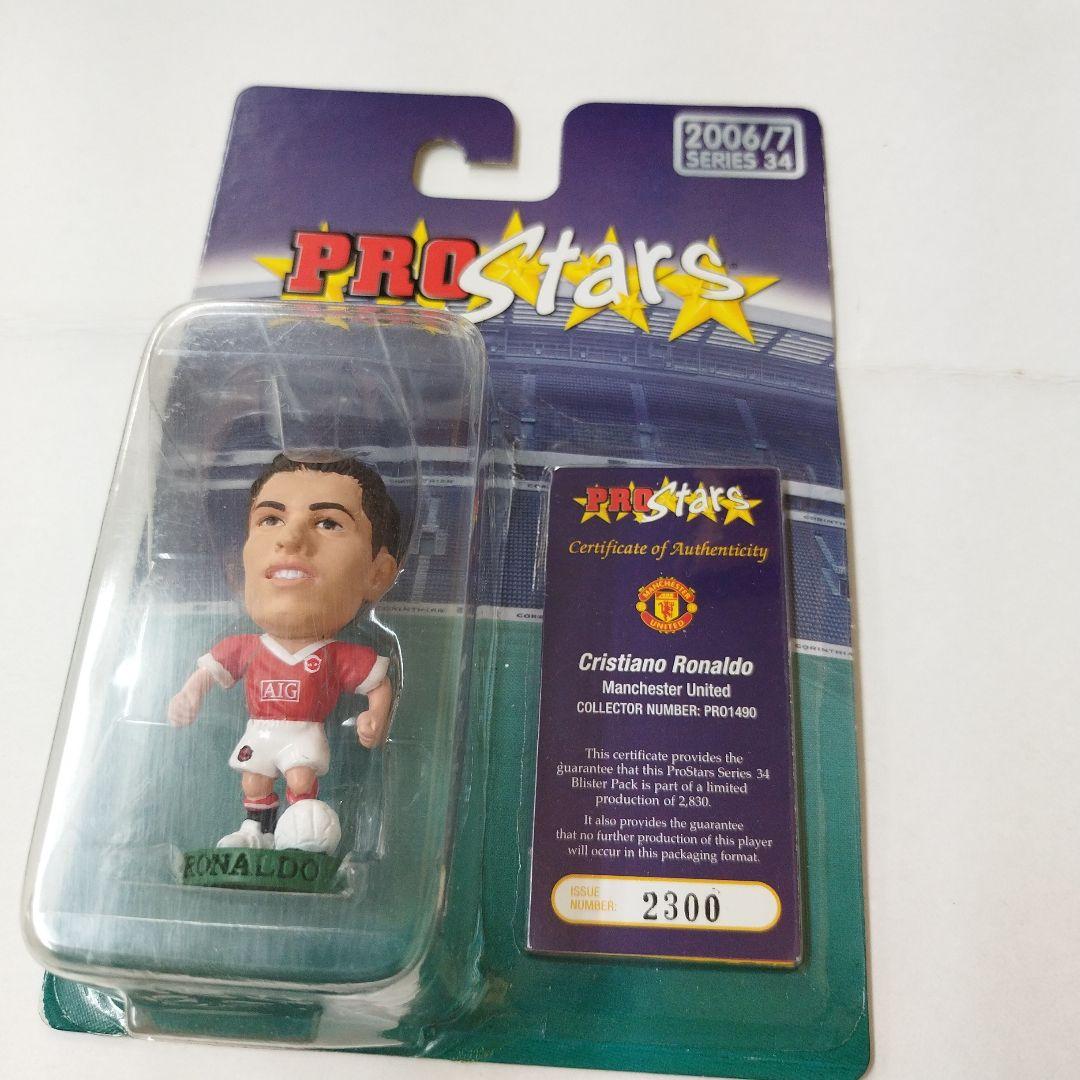 2006/7
SERIES 34
PROStars
CORINTHIAN
CORINTHIAN
AIG
RONALDO
PROStars
Certificate of Authenticity
MANCHESTER
UNITED
Cristiano Ronaldo
Manchester United
COLLECTOR NUMBER: PRO1490
This certificate provides the
guarantee that this ProStars Series 34
Blister Pack is part of a limited
production of 2,830.
It also provides the guarantee
that no further production of this player
will occur in this packaging format.
ISSUE
NUMBER: 2300